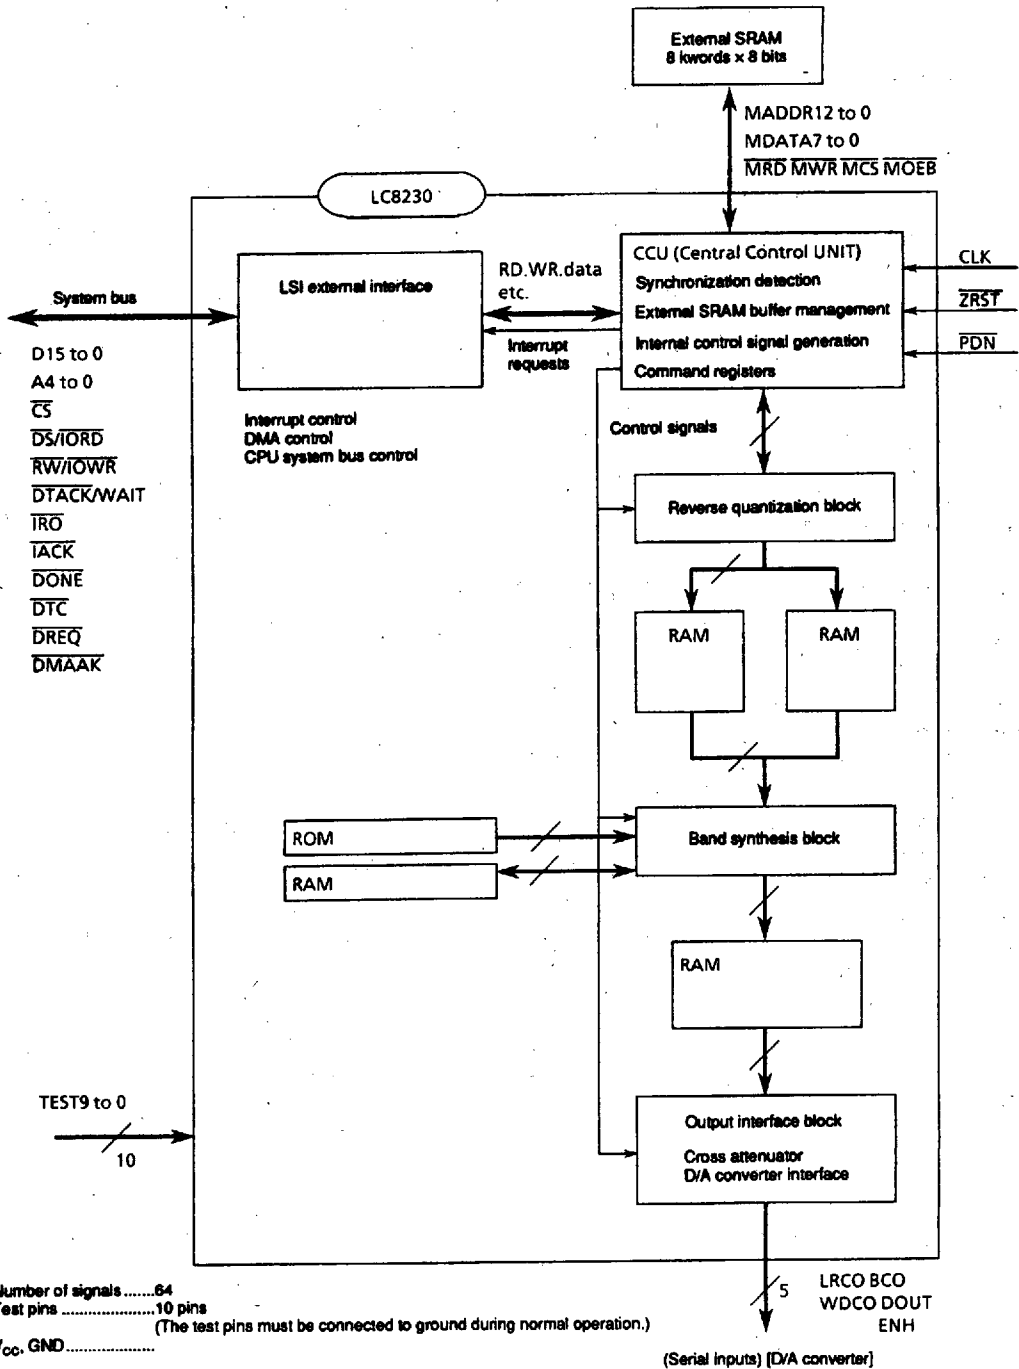 External SRAM
8 kwords × 8 bits
MADDR12 to 0
MDATA7 to 0
MRD MWR MCS MOEB
LC8230
LSI external interface
RD.WR.data
etc.
Interrupt
requests
CCU (Central Control UNIT)
Synchronization detection
External SRAM buffer management
Internal control signal generation
Command registers
CLK
ZRST
PDN
System bus
D15 to 0
A4 to 0
CS
DS/IORD
RW/IOWR
DTACK/WAIT
IRO
IACK
DONE
DTC
DREQ
DMAAK
Interrupt control
DMA control
CPU system bus control
Control signals
Reverse quantization block
RAM
RAM
ROM
RAM
Band synthesis block
RAM
TEST9 to 0
10
Output interface block
Cross attenuator
D/A converter interface
5
LRCO BCO
WDCO DOUT
ENH
(Serial inputs) [D/A converter]
umber of signals.......64
est pins....................10 pins
(The test pins must be connected to ground during normal operation.)
CC, GND...................